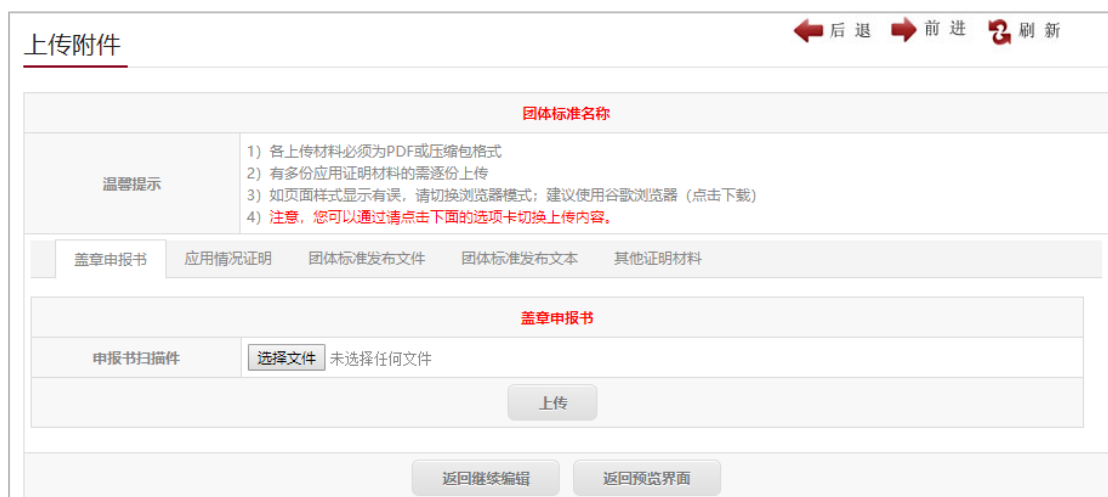 上传附件
后 退 前 进 刷 新
团体标准名称
温馨提示
1）各上传材料必须为PDF或压缩包格式
2）有多份应用证明材料的需逐份上传
3）如页面样式显示有误，请切换浏览器模式；建议使用谷歌浏览器（点击下载）
4）注意，您可以通过请点击下面的选项卡切换上传内容。
盖章申报书 应用情况证明 团体标准发布文件 团体标准发布文本 其他证明材料
盖章申报书
申报书扫描件 选择文件 未选择任何文件
上传
返回继续编辑 返回预览界面